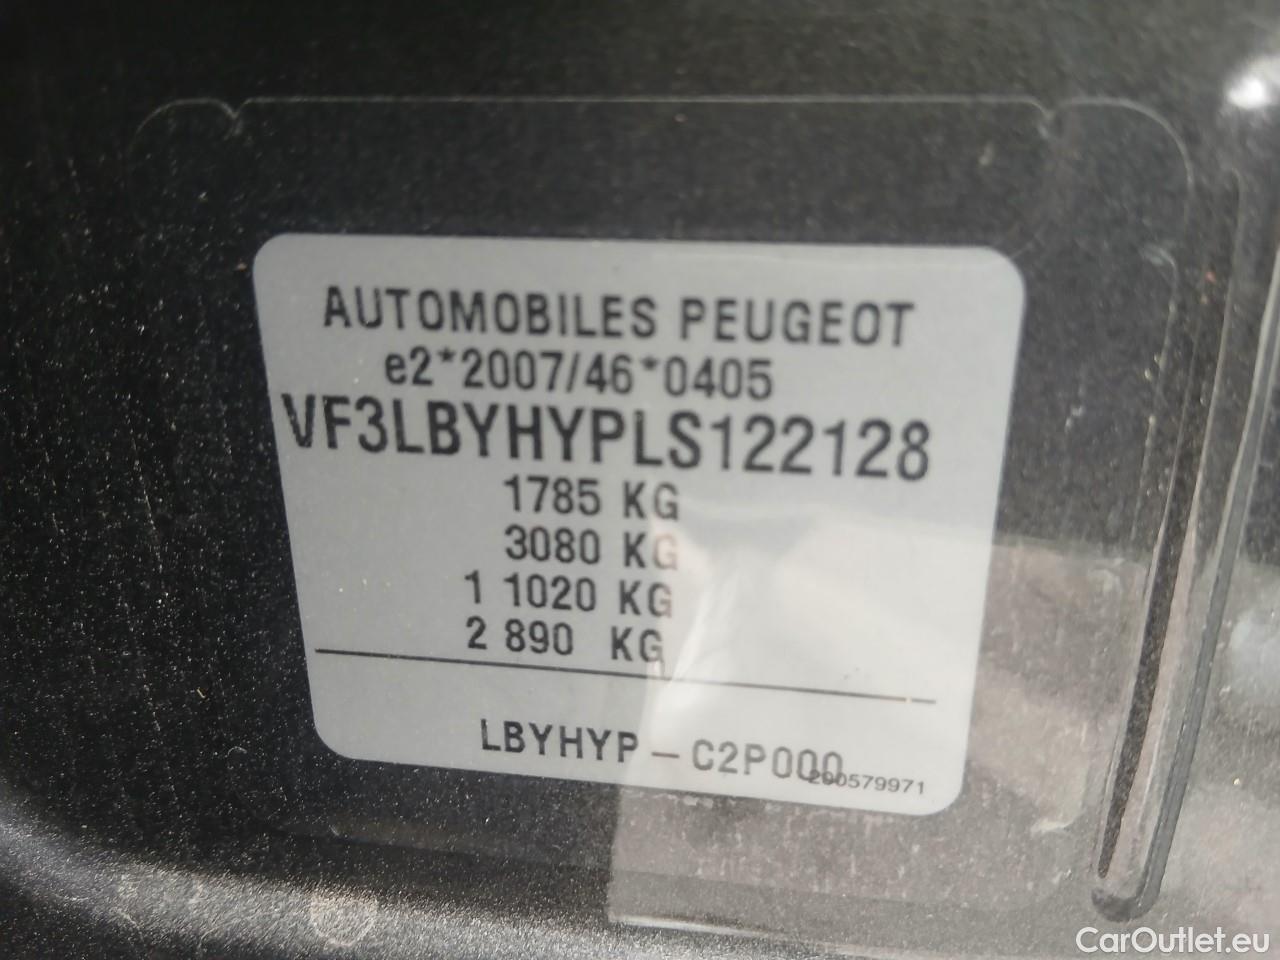 AUTOMOBILES PEUGEOT
e2*2007/46*0405
VF3LBYHYPLS122128
1785 KG
3080 KG
1 1020 KG
2 890 KG
LBYHYP - C2P000
200579971
CarOutlet.eu